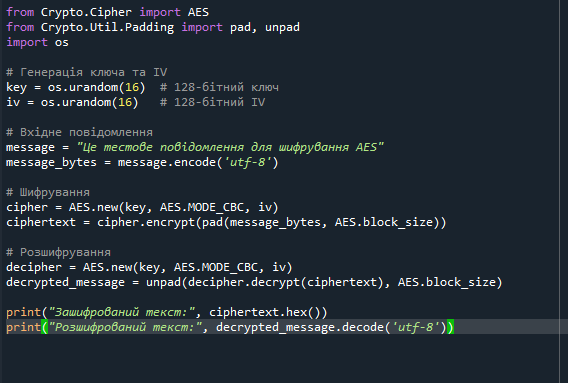 from Crypto.Cipher import AES
from Crypto.Util.Padding import pad, unpad
import os
# Генерація ключа та IV
key = os.urandom(16)  # 128-бітний ключ
iv = os.urandom(16)   # 128-бітний IV
# Вхідне повідомлення
message = "Це тестове повідомлення для шифрування AES"
message_bytes = message.encode('utf-8')
# Шифрування
cipher = AES.new(key, AES.MODE_CBC, iv)
ciphertext = cipher.encrypt(pad(message_bytes, AES.block_size))
# Розшифрування
decipher = AES.new(key, AES.MODE_CBC, iv)
decrypted_message = unpad(decipher.decrypt(ciphertext), AES.block_size)
print("Зашифрований текст:", ciphertext.hex())
print("Розшифрований текст:", decrypted_message.decode('utf-8'))